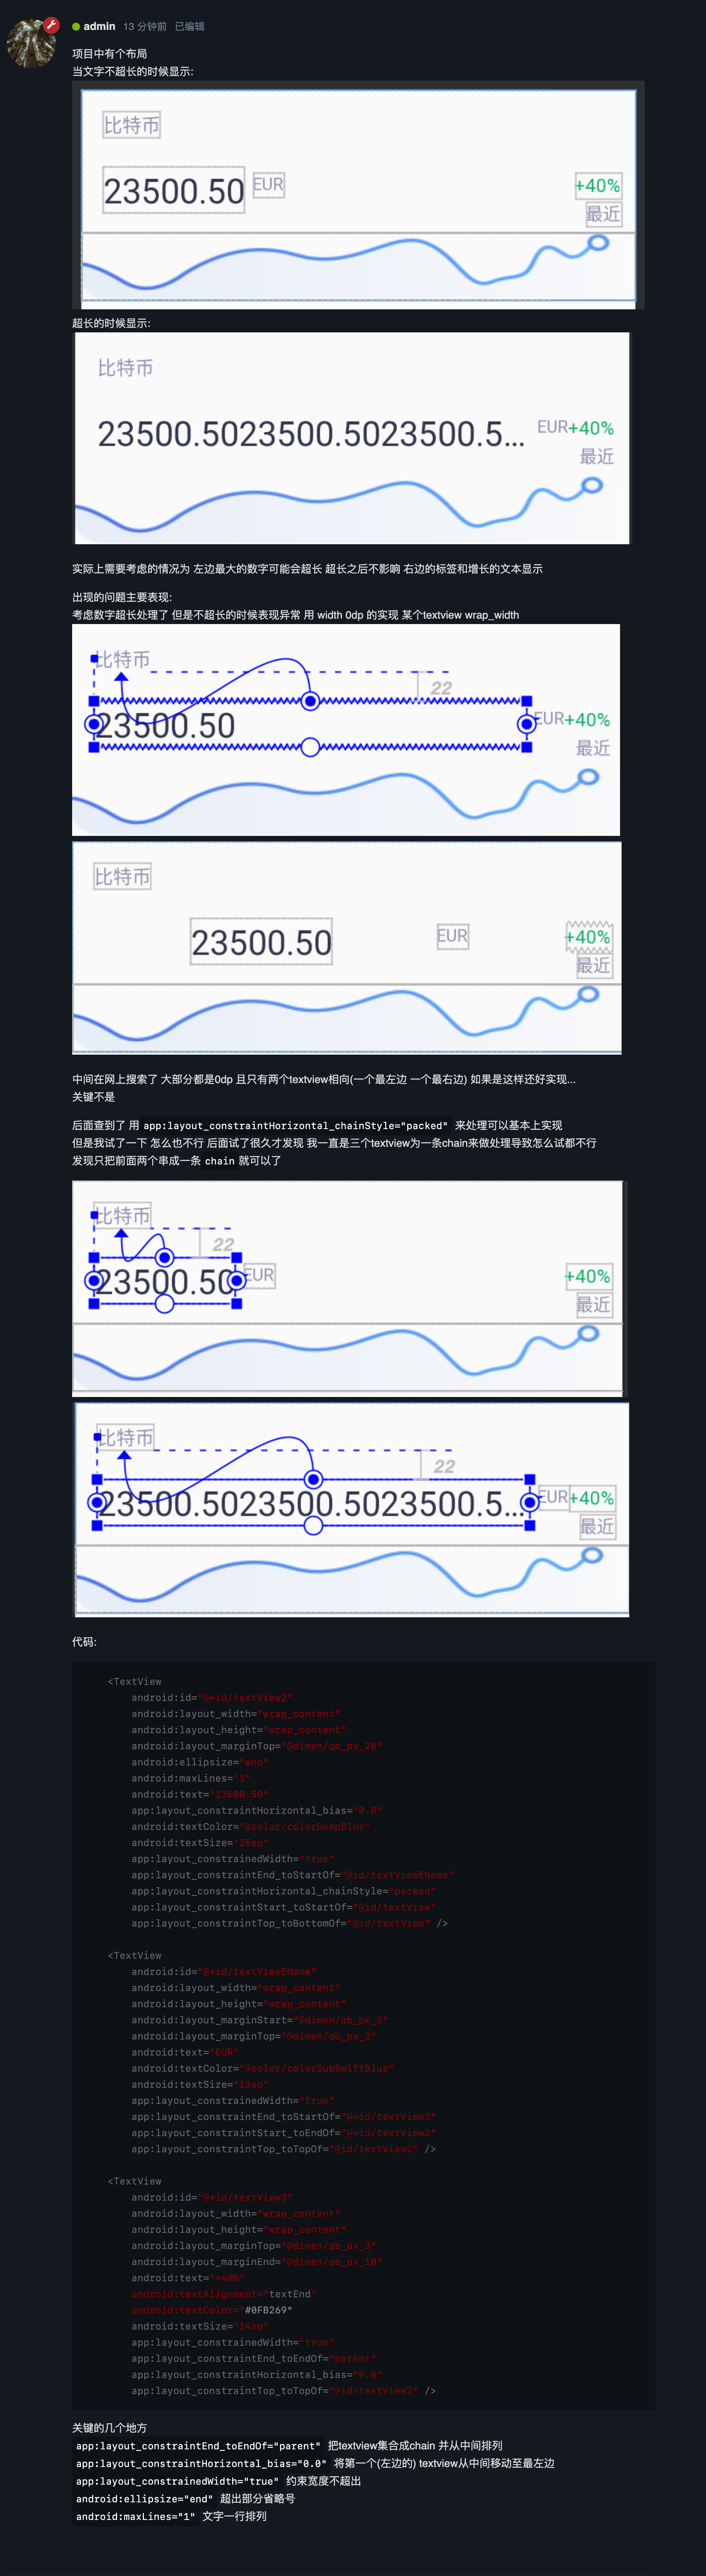 admin 13 分钟前 已编辑
项目中有个布局
当文字不超长的时候显示:
比特币
23500.50 EUR +40%
最近
超长的时候显示:
比特币
23500.5023500.5023500.5... EUR +40%
最近
实际上需要考虑的情况为 左边最大的数字可能会超长 超长之后不影响 右边的标签和增长的文本显示
出现的问题主要表现:
考虑数字超长处理了 但是不超长的时候表现异常 用 width 0dp 的实现 某个textview wrap_width
比特币
22
23500.50 EUR +40%
最近
比特币
23500.50 EUR +40%
最近
中间在网上搜索了 大部分都是0dp 且只有两个textview相向(一个最左边 一个最右边) 如果是这样还好实现...
关键不是
后面查到了 用 app:layout_constraintHorizontal_chainStyle="packed" 来处理可以基本上实现
但是我试了一下 怎么也不行 后面试了很久才发现 我一直是三个textview为一条chain来做处理导致怎么试都不行
发现只把前面两个串成一条 chain 就可以了
比特币
22
23500.50 EUR +40%
最近
比特币
22
23500.5023500.5023500.5... EUR +40%
最近
代码:
<TextView
android:id="@+id/textView2"
android:layout_width="wrap_content"
android:layout_height="wrap_content"
android:layout_marginTop="@dimen/qb_px_20"
android:ellipsize="end"
android:maxLines="1"
android:text="23500.50"
app:layout_constraintHorizontal_bias="0.0"
android:textColor="@color/colorDeepBlue"
android:textSize="25sp"
app:layout_constrainedWidth="true"
app:layout_constraintEnd_toStartOf="@id/textViewEName"
app:layout_constraintHorizontal_chainStyle="packed"
app:layout_constraintStart_toStartOf="@id/textView"
app:layout_constraintTop_toBottomOf="@id/textView" />
<TextView
android:id="@+id/textViewEName"
android:layout_width="wrap_content"
android:layout_height="wrap_content"
android:layout_marginStart="@dimen/qb_px_5"
android:layout_marginTop="@dimen/qb_px_3"
android:text="EUR"
android:textColor="@color/colorSubSwiftBlue"
android:textSize="13sp"
app:layout_constrainedWidth="true"
app:layout_constraintEnd_toStartOf="@+id/textView3"
app:layout_constraintStart_toEndOf="@+id/textView2"
app:layout_constraintTop_toTopOf="@id/textView2" />
<TextView
android:id="@+id/textView3"
android:layout_width="wrap_content"
android:layout_height="wrap_content"
android:layout_marginTop="@dimen/qb_px_3"
android:layout_marginEnd="@dimen/qb_px_10"
android:text="+40%"
android:textAlignment="textEnd"
android:textColor="#0FB269"
android:textSize="14sp"
app:layout_constrainedWidth="true"
app:layout_constraintEnd_toEndOf="parent"
app:layout_constraintHorizontal_bias="0.0"
app:layout_constraintTop_toTopOf="@id/textView2" />
关键的几个地方
app:layout_constraintEnd_toEndOf="parent" 把textview集合成chain 并从中间排列
app:layout_constraintHorizontal_bias="0.0" 将第一个(左边的) textview从中间移动至最左边
app:layout_constrainedWidth="true" 约束宽度不超出
android:ellipsize="end" 超出部分省略号
android:maxLines="1" 文字一行排列